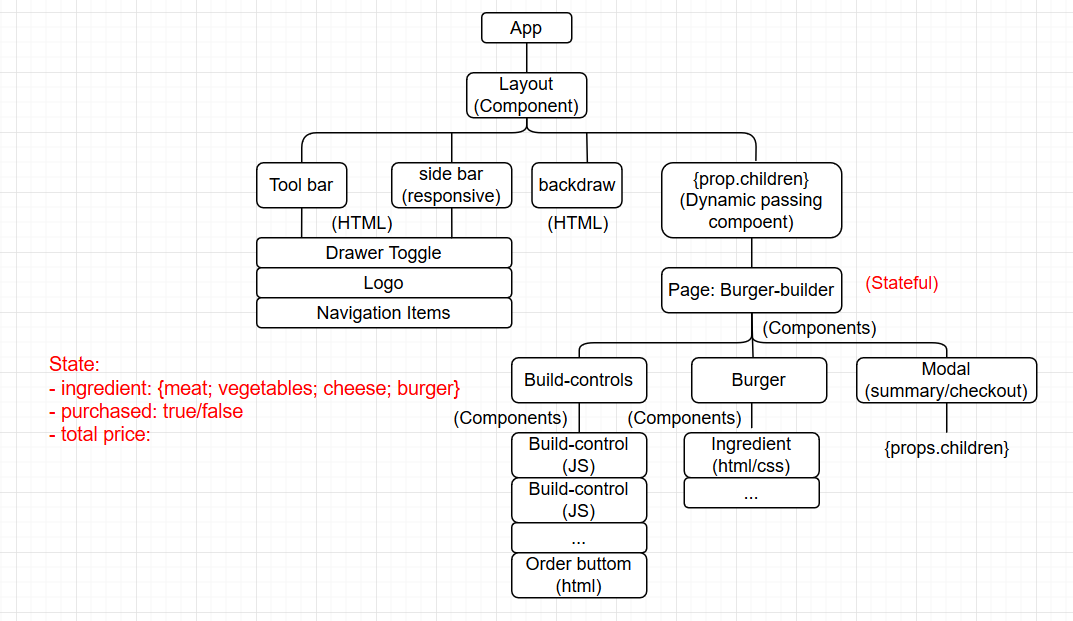 App
Layout
(Component)
Tool bar
side bar
(responsive)
backdraw
{prop.children}
(Dynamic passing
compoent)
(HTML)
(HTML)
Drawer Toggle
Logo
Navigation Items
Page: Burger-builder
(Stateful)
(Components)
State:
- ingredient: {meat; vegetables; cheese; burger}
- purchased: true/false
- total price:
Build-controls
Burger
Modal
(summary/checkout)
(Components)
(Components)
Build-control
(JS)
Build-control
(JS)
...
Order buttom
(html)
Ingredient
(html/css)
...
{props.children}